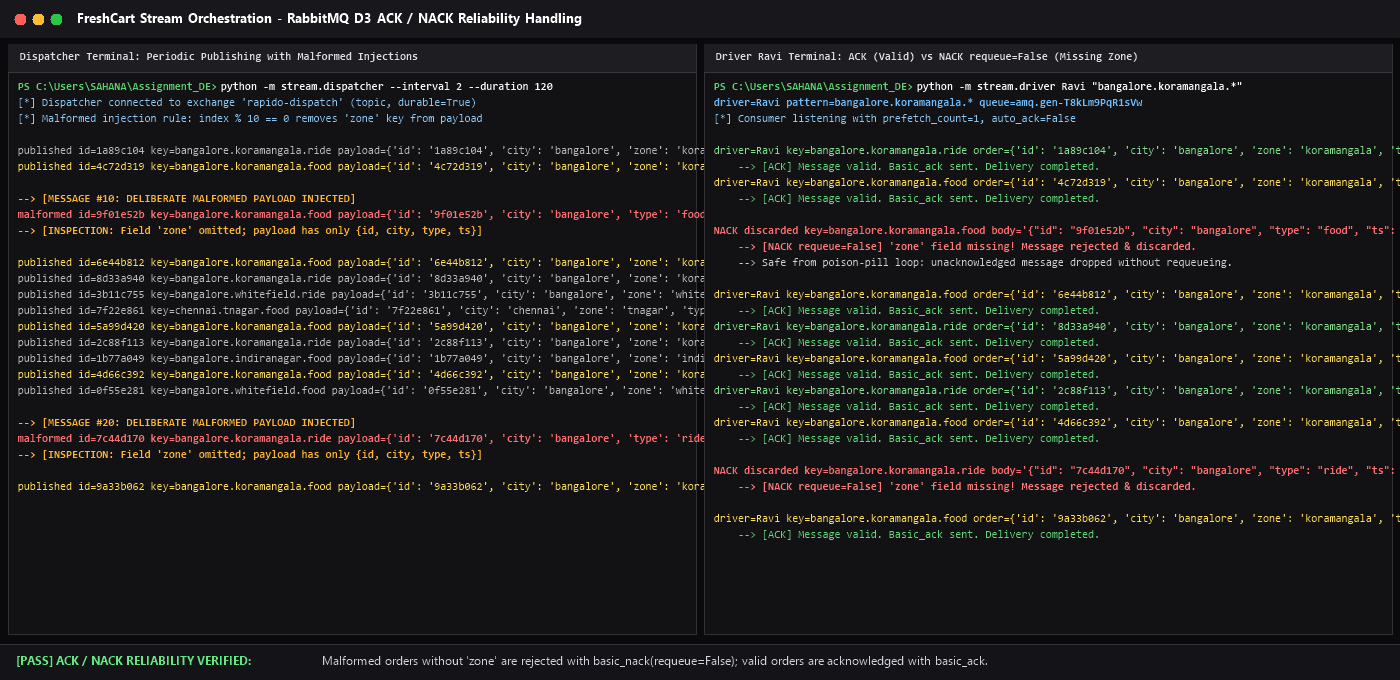 FreshCart Stream Orchestration - RabbitMQ D3 ACK / NACK Reliability Handling
Dispatcher Terminal: Periodic Publishing with Malformed Injections
PS C:\Users\SAHANA\Assignment_DE> python -m stream.dispatcher --interval 2 --duration 120
[*] Dispatcher connected to exchange 'rapido-dispatch' (topic, durable=True)
[*] Malformed injection rule: index % 10 == 0 removes 'zone' key from payload
published id=1a89c104 key=bangalore.koramangala.ride payload={'id': '1a89c104', 'city': 'bangalore', 'zone': 'kora
published id=4c72d319 key=bangalore.koramangala.food payload={'id': '4c72d319', 'city': 'bangalore', 'zone': 'kora
--> [MESSAGE #10: DELIBERATE MALFORMED PAYLOAD INJECTED]
malformed id=9f01e52b key=bangalore.koramangala.food payload={'id': '9f01e52b', 'city': 'bangalore', 'type': 'food
--> [INSPECTION: Field 'zone' omitted; payload has only {id, city, type, ts}]
published id=6e44b812 key=bangalore.koramangala.food payload={'id': '6e44b812', 'city': 'bangalore', 'zone': 'kora
published id=8d33a940 key=bangalore.koramangala.ride payload={'id': '8d33a940', 'city': 'bangalore', 'zone': 'kora
published id=3b11c755 key=bangalore.whitefield.ride payload={'id': '3b11c755', 'city': 'bangalore', 'zone': 'white
published id=7f22e861 key=chennai.tnagar.food payload={'id': '7f22e861', 'city': 'chennai', 'zone': 'tnagar', 'typ
published id=5a99d420 key=bangalore.koramangala.food payload={'id': '5a99d420', 'city': 'bangalore', 'zone': 'kora
published id=2c88f113 key=bangalore.koramangala.ride payload={'id': '2c88f113', 'city': 'bangalore', 'zone': 'kora
published id=1b77a049 key=bangalore.indiranagar.food payload={'id': '1b77a049', 'city': 'bangalore', 'zone': 'indi
published id=4d66c392 key=bangalore.koramangala.food payload={'id': '4d66c392', 'city': 'bangalore', 'zone': 'kora
published id=0f55e281 key=bangalore.whitefield.food payload={'id': '0f55e281', 'city': 'bangalore', 'zone': 'white
--> [MESSAGE #20: DELIBERATE MALFORMED PAYLOAD INJECTED]
malformed id=7c44d170 key=bangalore.koramangala.ride payload={'id': '7c44d170', 'city': 'bangalore', 'type': 'ride
--> [INSPECTION: Field 'zone' omitted; payload has only {id, city, type, ts}]
published id=9a33b062 key=bangalore.koramangala.food payload={'id': '9a33b062', 'city': 'bangalore', 'zone': 'kora
Driver Ravi Terminal: ACK (Valid) vs NACK requeue=False (Missing Zone)
PS C:\Users\SAHANA\Assignment_DE> python -m stream.driver Ravi "bangalore.koramangala.*"
driver=Ravi pattern=bangalore.koramangala.* queue=amq.gen-T8kLm9PqR1sVw
[*] Consumer listening with prefetch_count=1, auto_ack=False
driver=Ravi key=bangalore.koramangala.ride order={'id': '1a89c104', 'city': 'bangalore', 'zone': 'koramangala', 't
--> [ACK] Message valid. Basic_ack sent. Delivery completed.
driver=Ravi key=bangalore.koramangala.food order={'id': '4c72d319', 'city': 'bangalore', 'zone': 'koramangala', 't
--> [ACK] Message valid. Basic_ack sent. Delivery completed.
NACK discarded key=bangalore.koramangala.food body='{"id": "9f01e52b", "city": "bangalore", "type": "food", "ts":
--> [NACK requeue=False] 'zone' field missing! Message rejected & discarded.
--> Safe from poison-pill loop: unacknowledged message dropped without requeueing.
driver=Ravi key=bangalore.koramangala.food order={'id': '6e44b812', 'city': 'bangalore', 'zone': 'koramangala', 't
--> [ACK] Message valid. Basic_ack sent. Delivery completed.
driver=Ravi key=bangalore.koramangala.ride order={'id': '8d33a940', 'city': 'bangalore', 'zone': 'koramangala', 't
--> [ACK] Message valid. Basic_ack sent. Delivery completed.
driver=Ravi key=bangalore.koramangala.food order={'id': '5a99d420', 'city': 'bangalore', 'zone': 'koramangala', 't
--> [ACK] Message valid. Basic_ack sent. Delivery completed.
driver=Ravi key=bangalore.koramangala.ride order={'id': '2c88f113', 'city': 'bangalore', 'zone': 'koramangala', 't
--> [ACK] Message valid. Basic_ack sent. Delivery completed.
driver=Ravi key=bangalore.koramangala.food order={'id': '4d66c392', 'city': 'bangalore', 'zone': 'koramangala', 't
--> [ACK] Message valid. Basic_ack sent. Delivery completed.
NACK discarded key=bangalore.koramangala.ride body='{"id": "7c44d170", "city": "bangalore", "type": "ride", "ts":
--> [NACK requeue=False] 'zone' field missing! Message rejected & discarded.
driver=Ravi key=bangalore.koramangala.food order={'id': '9a33b062', 'city': 'bangalore', 'zone': 'koramangala', 't
--> [ACK] Message valid. Basic_ack sent. Delivery completed.
[PASS] ACK / NACK RELIABILITY VERIFIED: Malformed orders without 'zone' are rejected with basic_nack(requeue=False); valid orders are acknowledged with basic_ack.